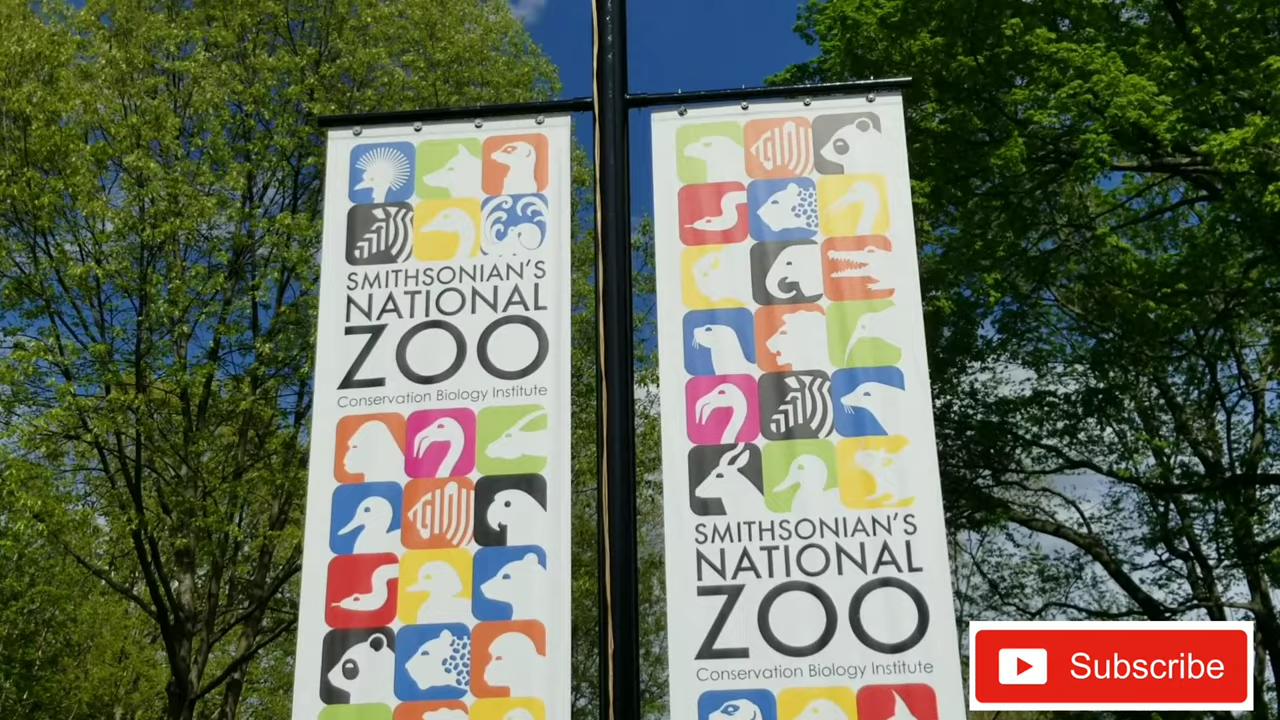 SMITHSONIAN'S
NATIONAL
ZOO
Conservation Biology Institute
SMITHSONIAN'S
NATIONAL
ZOO
Conservation Biology Institute
Subscribe